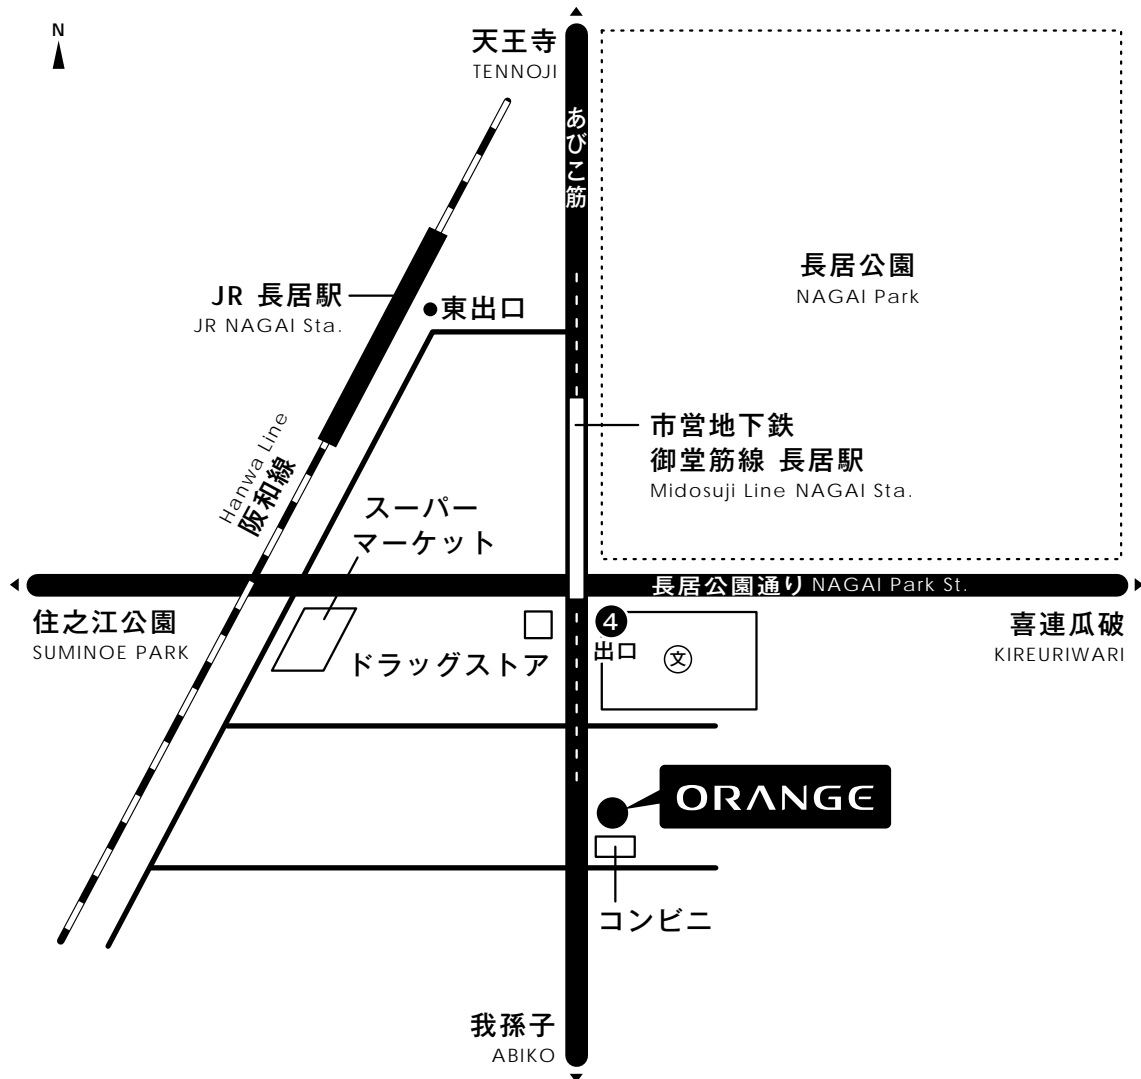 N
天王寺
TENNOJI
あびこ筋
長居公園
NAGAI Park
JR 長居駅
JR NAGAI Sta.
東出口
市営地下鉄
御堂筋線 長居駅
Midosuji Line NAGAI Sta.
Hanwa Line
阪和線
スーパー
マーケット
長居公園通り NAGAI Park St.
住之江公園
SUMINOE PARK
ドラッグストア
4
出口
文
喜連瓜破
KIREURIWARI
ORANGE
コンビニ
我孫子
ABIKO